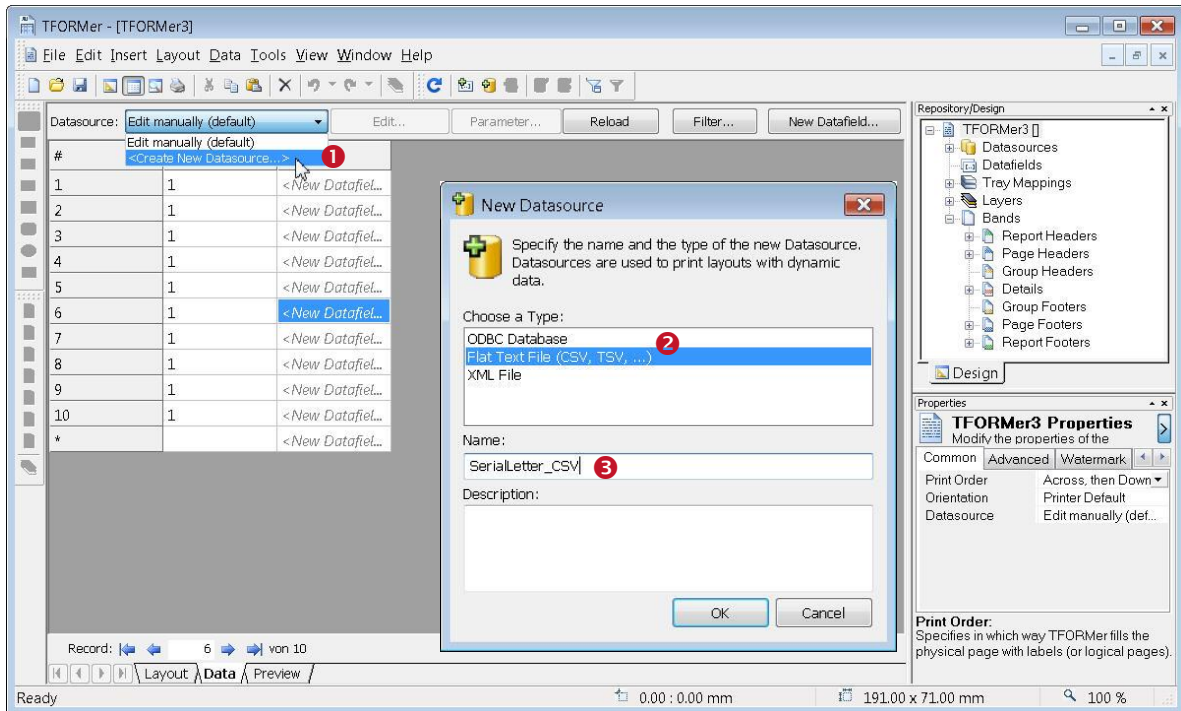 TFORMer - [TFORMer3]
File Edit Insert Layout Data Tools View Window Help
Datasource: Edit manually (default) Edit... Parameter... Reload Filter... New Datafield...
Edit manually (default)
<Create New Datasource...> 1
#
1 1 <New Datafiel...
2 1 <New Datafiel...
3 1 <New Datafiel...
4 1 <New Datafiel...
5 1 <New Datafiel...
6 1 <New Datafiel...
7 1 <New Datafiel...
8 1 <New Datafiel...
9 1 <New Datafiel...
10 1 <New Datafiel...
* <New Datafiel...
Record: 6 von 10
Layout Data Preview
New Datasource
Specify the name and the type of the new Datasource.
Datasources are used to print layouts with dynamic
data.
Choose a Type:
ODBC Database
2
Flat Text File (CSV, TSV, ...)
XML File
Name:
SerialLetter_CSV 3
Description:
OK Cancel
Repository/Design
TFORMer3 []
Datasources
Datafields
Tray Mappings
Layers
Bands
Report Headers
Page Headers
Group Headers
Details
Group Footers
Page Footers
Report Footers
Design
Properties
TFORMer3 Properties
Modify the properties of the
Common Advanced Watermark
Print Order Across, then Down
Orientation Printer Default
Datasource Edit manually (def...
Print Order:
Specifies in which way TFORMer fills the
physical page with labels (or logical pages).
Ready 0.00 : 0.00 mm 191.00 x 71.00 mm 100 %